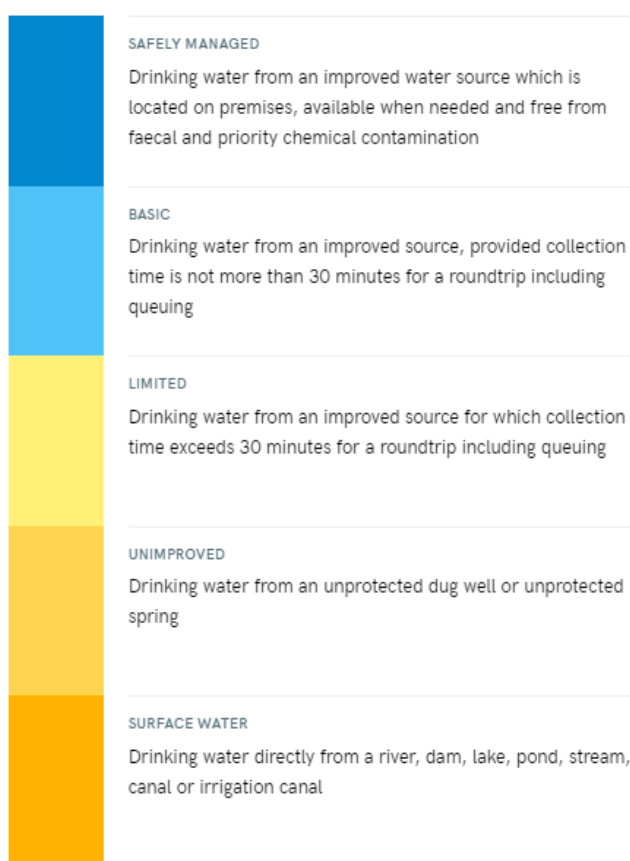 SAFELY MANAGED
Drinking water from an improved water source which is
located on premises, available when needed and free from
faecal and priority chemical contamination
BASIC
Drinking water from an improved source, provided collection
time is not more than 30 minutes for a roundtrip including
queuing
LIMITED
Drinking water from an improved source for which collection
time exceeds 30 minutes for a roundtrip including queuing
UNIMPROVED
Drinking water from an unprotected dug well or unprotected
spring
SURFACE WATER
Drinking water directly from a river, dam, lake, pond, stream,
canal or irrigation canal